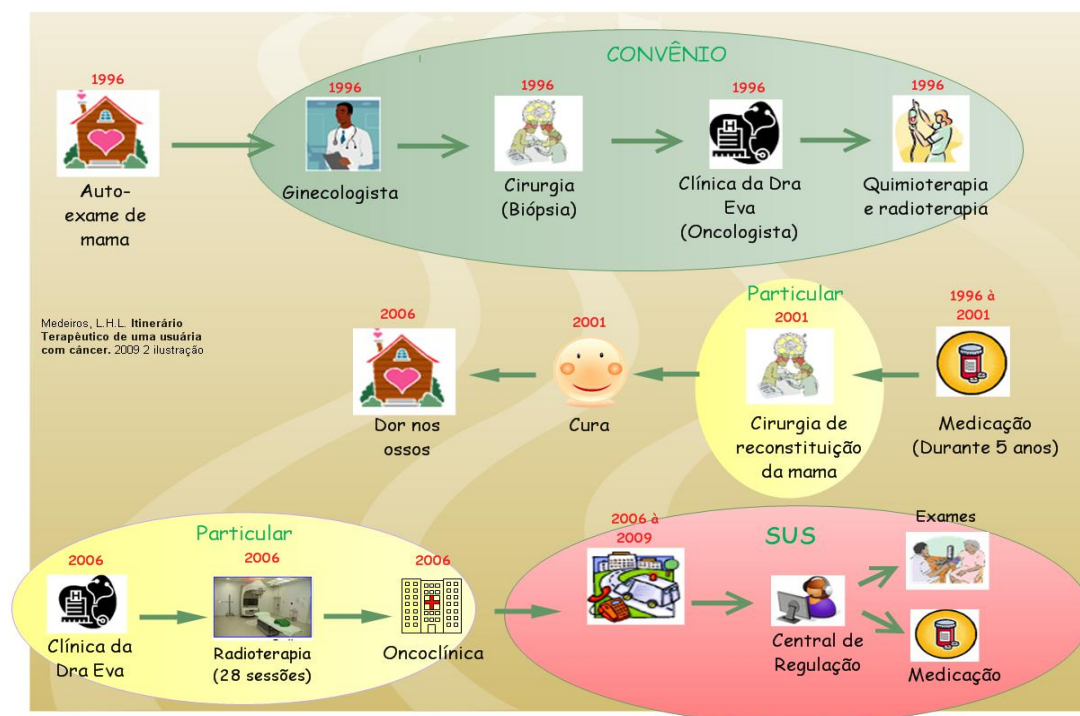 CONVÊNIO
1996
Auto-
exame de
mama
1996
Ginecologista
1996
Cirurgia
(Biópsia)
1996
Clínica da Dra
Eva
(Oncologista)
1996
Quimioterapia
e radioterapia
1996 à
2001
Medicação
(Durante 5 anos)
Particular
2001
Cirurgia de
reconstituição
da mama
2001
Cura
2006
Dor nos
ossos
Medeiros, L.H.L. Itinerário
Terapêutico de uma usuária
com câncer. 2009 2 ilustração
Particular
2006
Clínica da
Dra Eva
2006
Radioterapia
(28 sessões)
2006
Oncoclínica
SUS
2006 à
2009
Central de
Regulação
Exames
Medicação